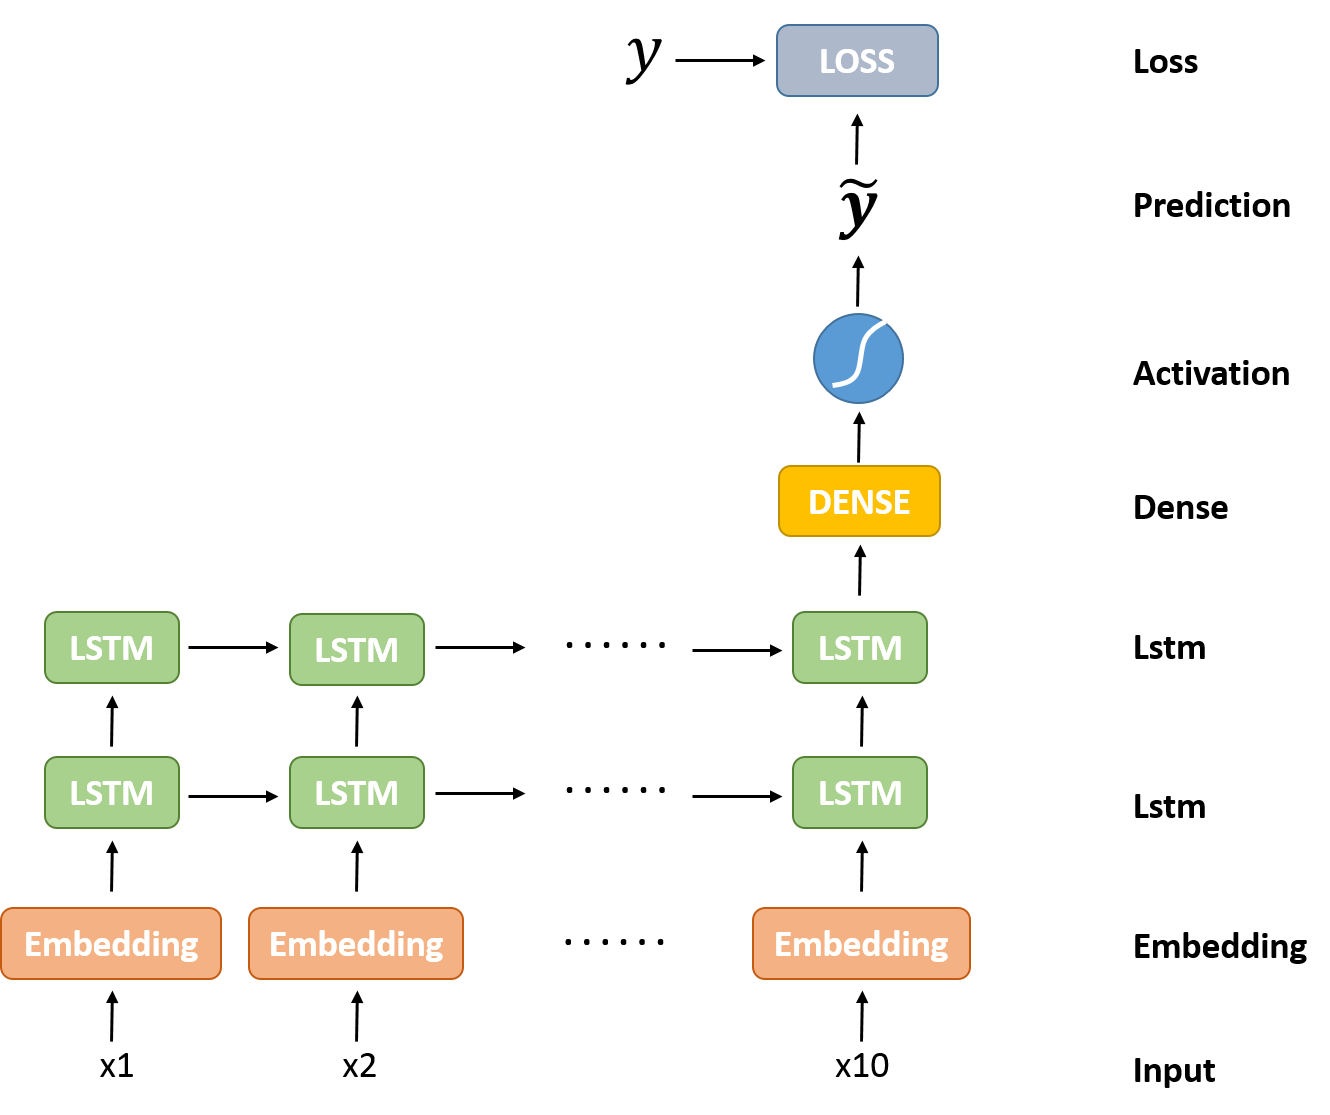 y LOSS Loss
ỹ Prediction
Activation
DENSE Dense
LSTM LSTM ...... LSTM Lstm
LSTM LSTM ...... LSTM Lstm
Embedding Embedding ...... Embedding Embedding
x1 x2 x10 Input